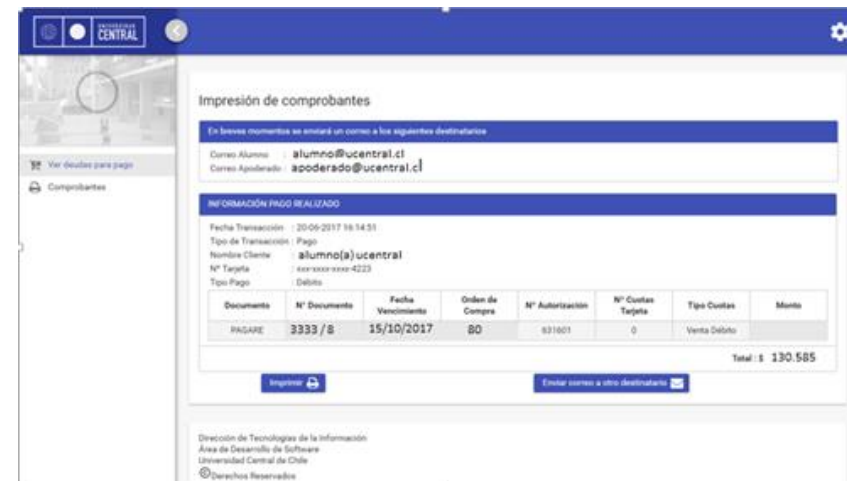 UNIVERSIDAD
CENTRAL
Ver deudas para pago
Comprobantes
Impresión de comprobantes
En breves momentos se enviará un correo a los siguientes destinatarios
Correo Alumno : alumno@ucentral.cl
Correo Apoderado : apoderado@ucentral.cl
INFORMACIÓN PAGO REALIZADO
Fecha Transacción : 20-06-2017 16:14:51
Tipo de Transacción : Pago
Nombre Cliente : alumno(a) ucentral
Nº Tarjeta : xxx-xxxx-xxxx-4223
Tipo Pago : Débito
Documento N° Documento Fecha Vencimiento Orden de Compra N° Autorización N° Cuotas Tarjeta Tipo Cuotas Monto
PAGARE 3333/8 15/10/2017 80 631601 0 Venta Débito
Total : $ 130.585
Imprimir
Enviar correo a otro destinatario
Dirección de Tecnologías de la Información
Área de Desarrollo de Software
Universidad Central de Chile
© Derechos Reservados